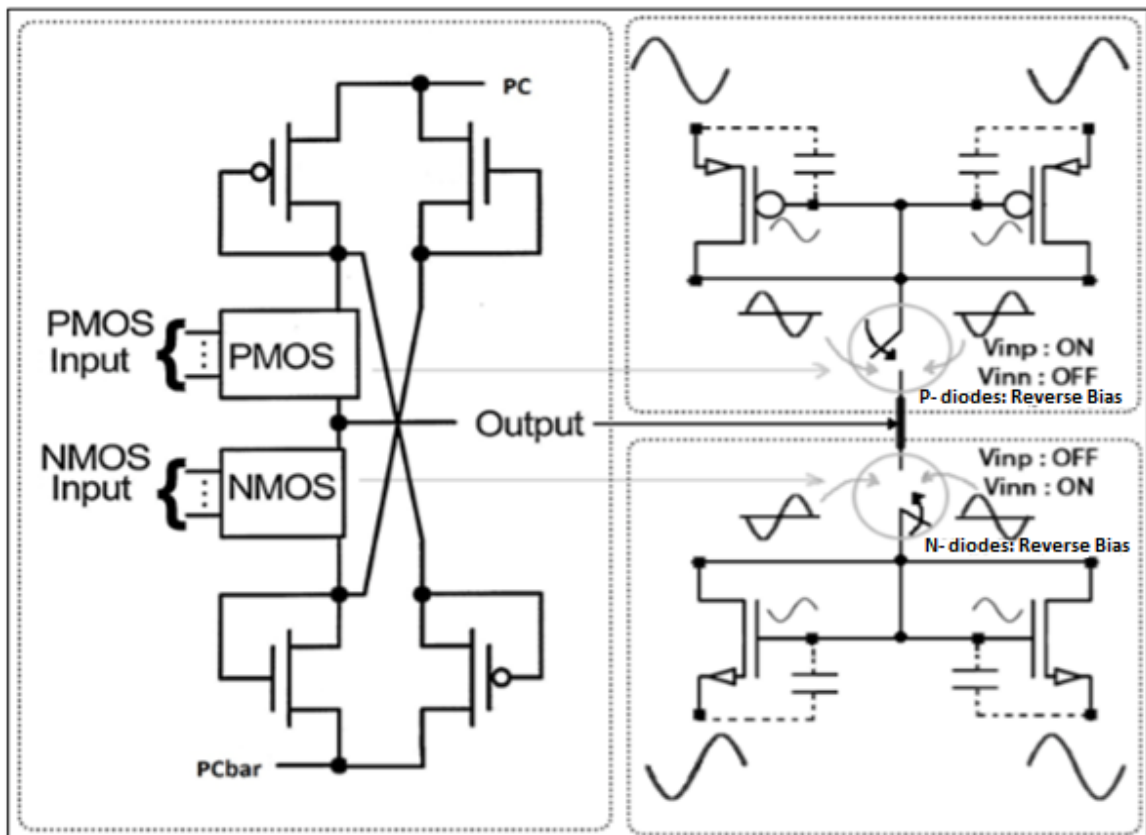 PC
PMOS
Input
PMOS
Output
NMOS
Input
NMOS
PCbar
Vinp : ON
Vinn : OFF
P- diodes: Reverse Bias
Vinp : OFF
Vinn : ON
N- diodes: Reverse Bias